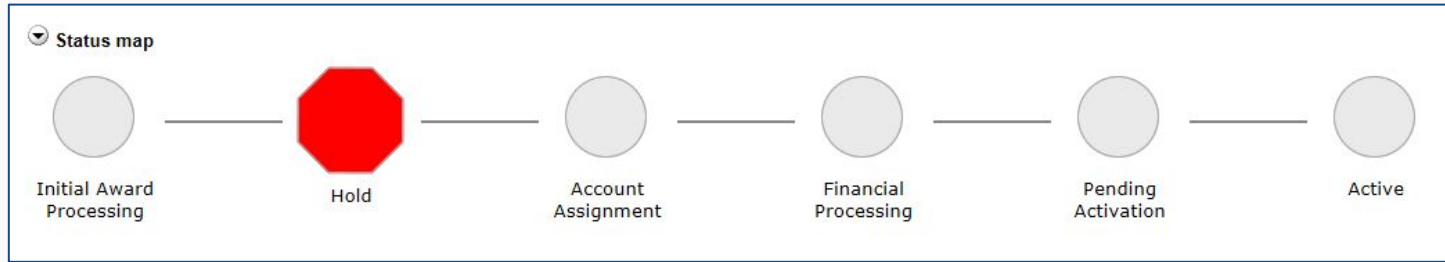 Status map
Initial Award
Processing
Hold
Account
Assignment
Financial
Processing
Pending
Activation
Active